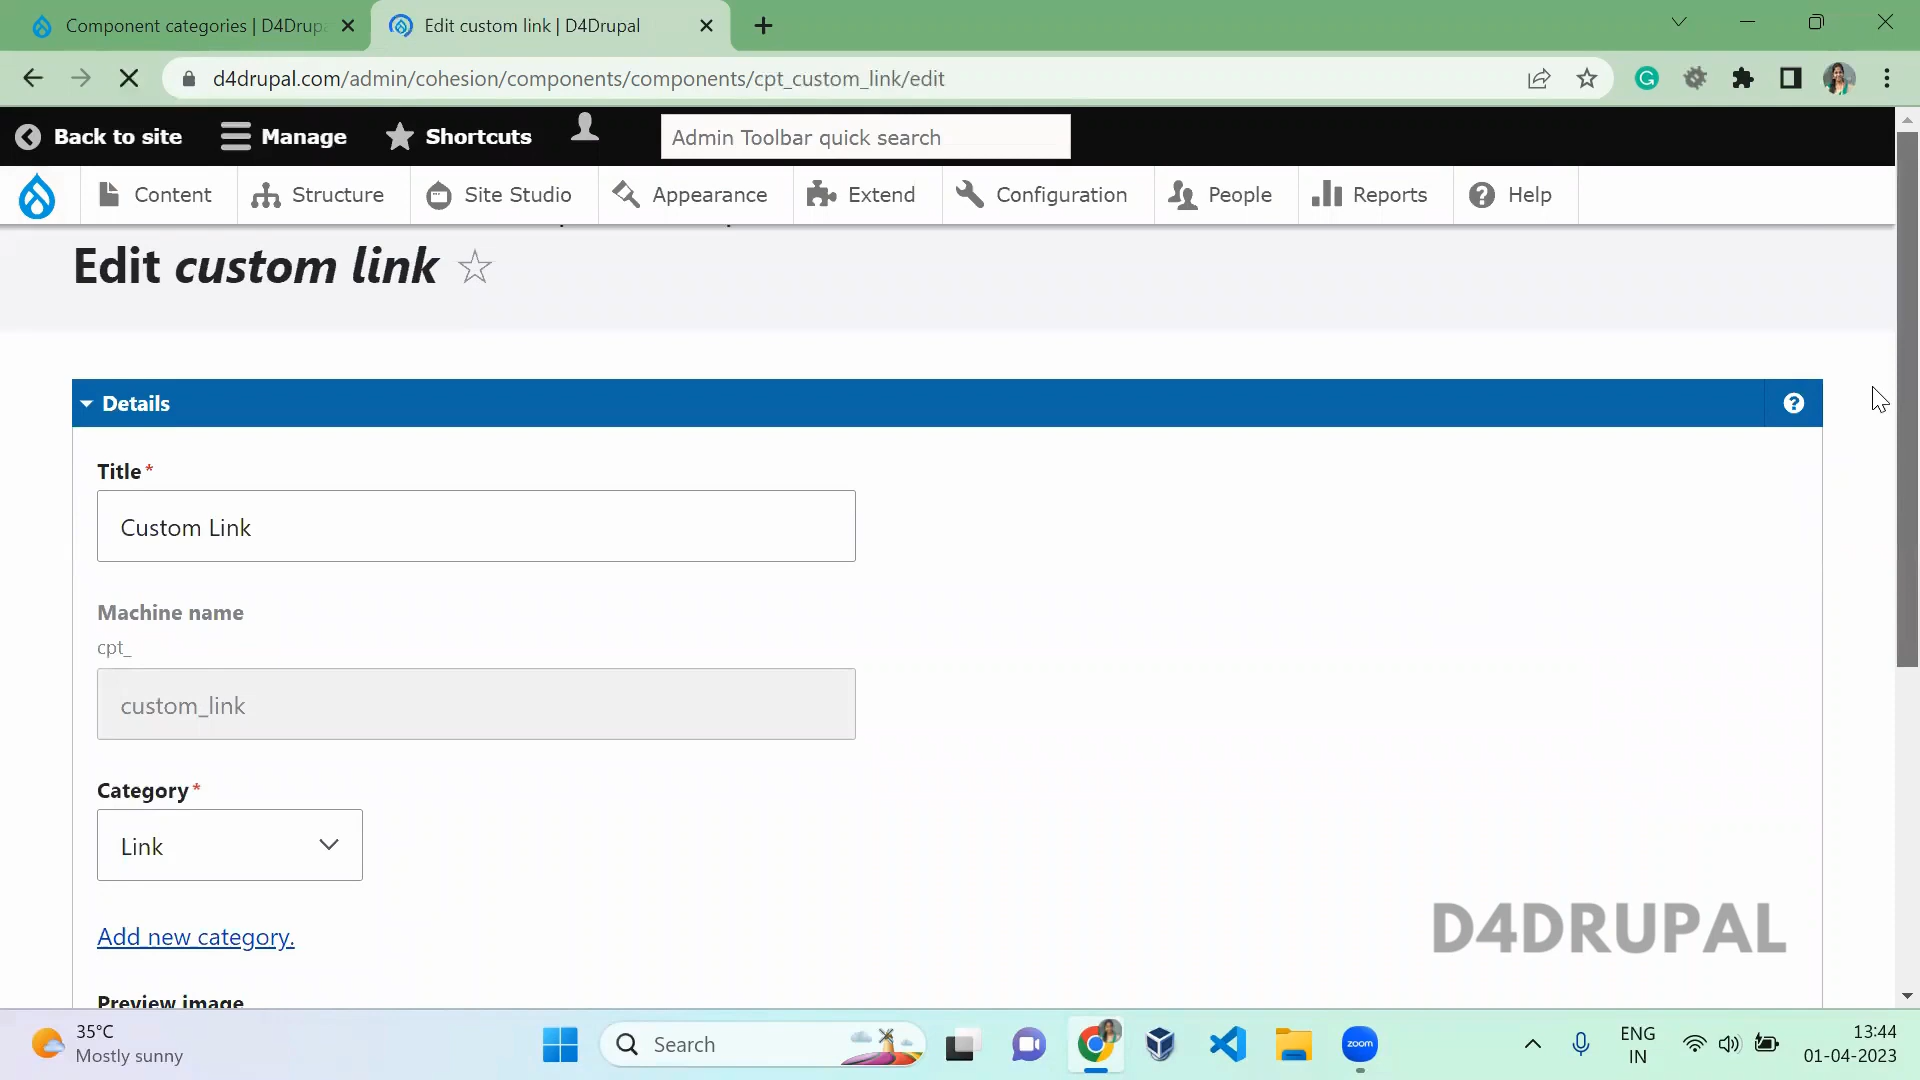 Component categories | D4Drupa
Edit custom link | D4Drupal
d4drupal.com/admin/cohesion/components/components/cpt_custom_link/edit
Back to site
Manage
Shortcuts
Admin Toolbar quick search
Content
Structure
Site Studio
Appearance
Extend
Configuration
People
Reports
Help
Edit custom link
Details
Title*
Custom Link
Machine name
cpt_
custom_link
Category*
Link
Add new category.
Preview image
D4DRUPAL
35°C
Mostly sunny
Search
zoom
ENG
IN
13:44
01-04-2023